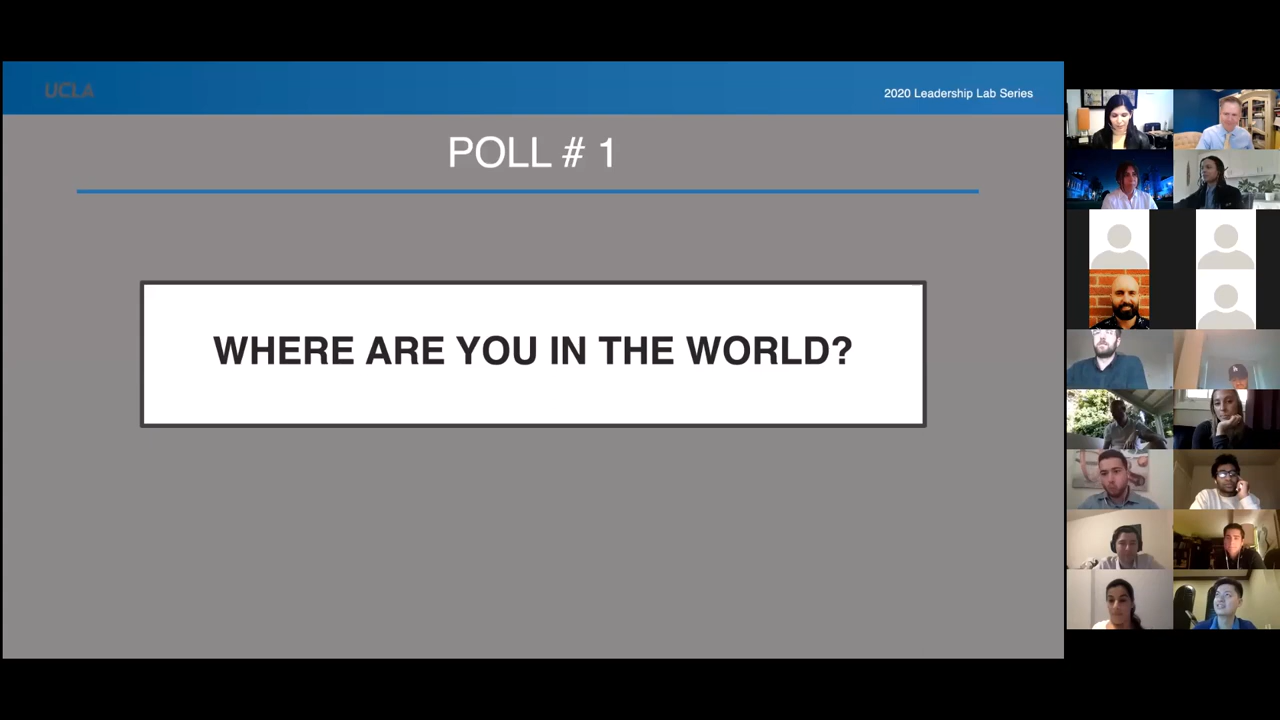 UCLA
2020 Leadership Lab Series
POLL # 1
WHERE ARE YOU IN THE WORLD?